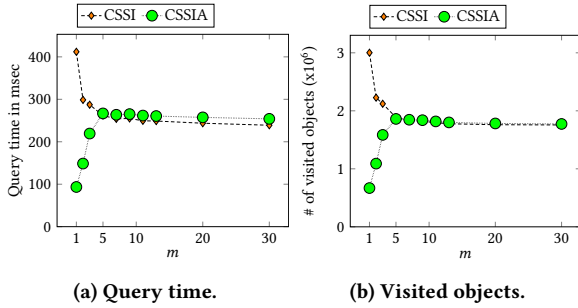 CSSI CSSIA
Query time in msec
400
300
200
100
0
1 5 10 20 30
m
(a) Query time.
CSSI CSSIA
# of visited objects (x10⁶)
3
2
1
0
1 5 10 20 30
m
(b) Visited objects.